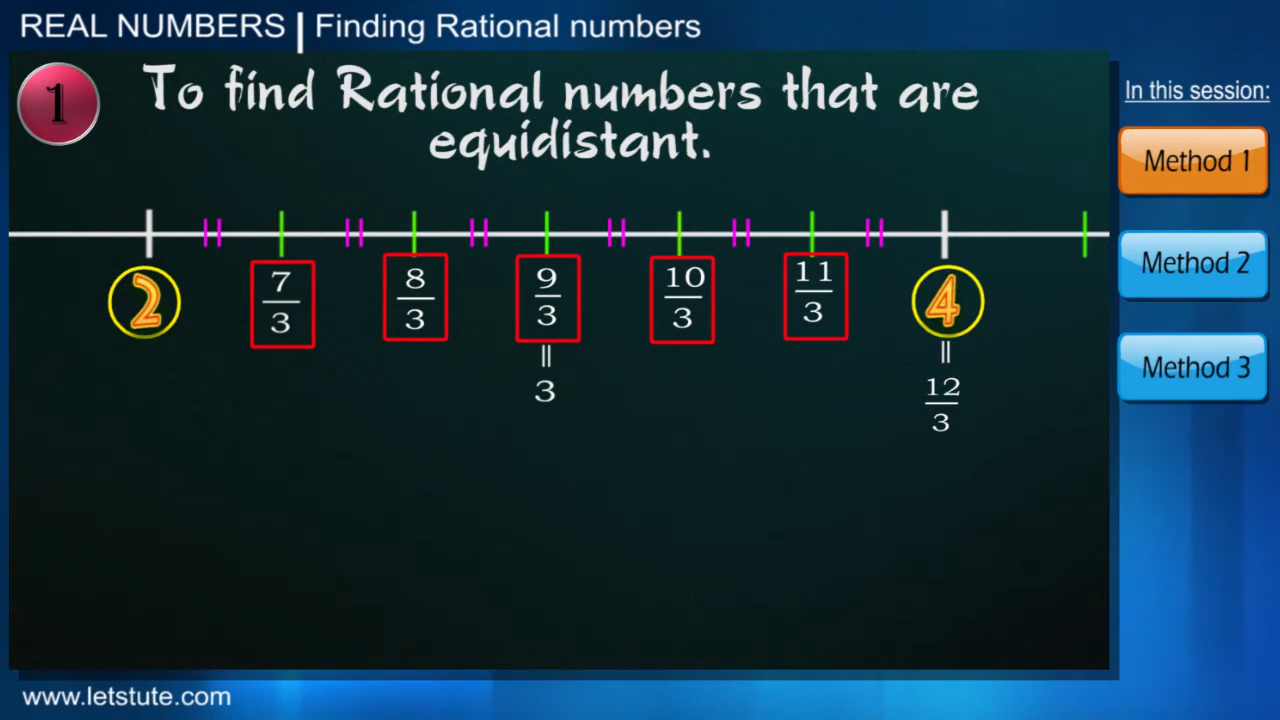 REAL NUMBERS | Finding Rational numbers
1
To find Rational numbers that are
equidistant.
In this session:
Method 1
Method 2
Method 3
2 7/3 8/3 9/3 10/3 11/3 4
= 3 = 12/3
www.letstute.com